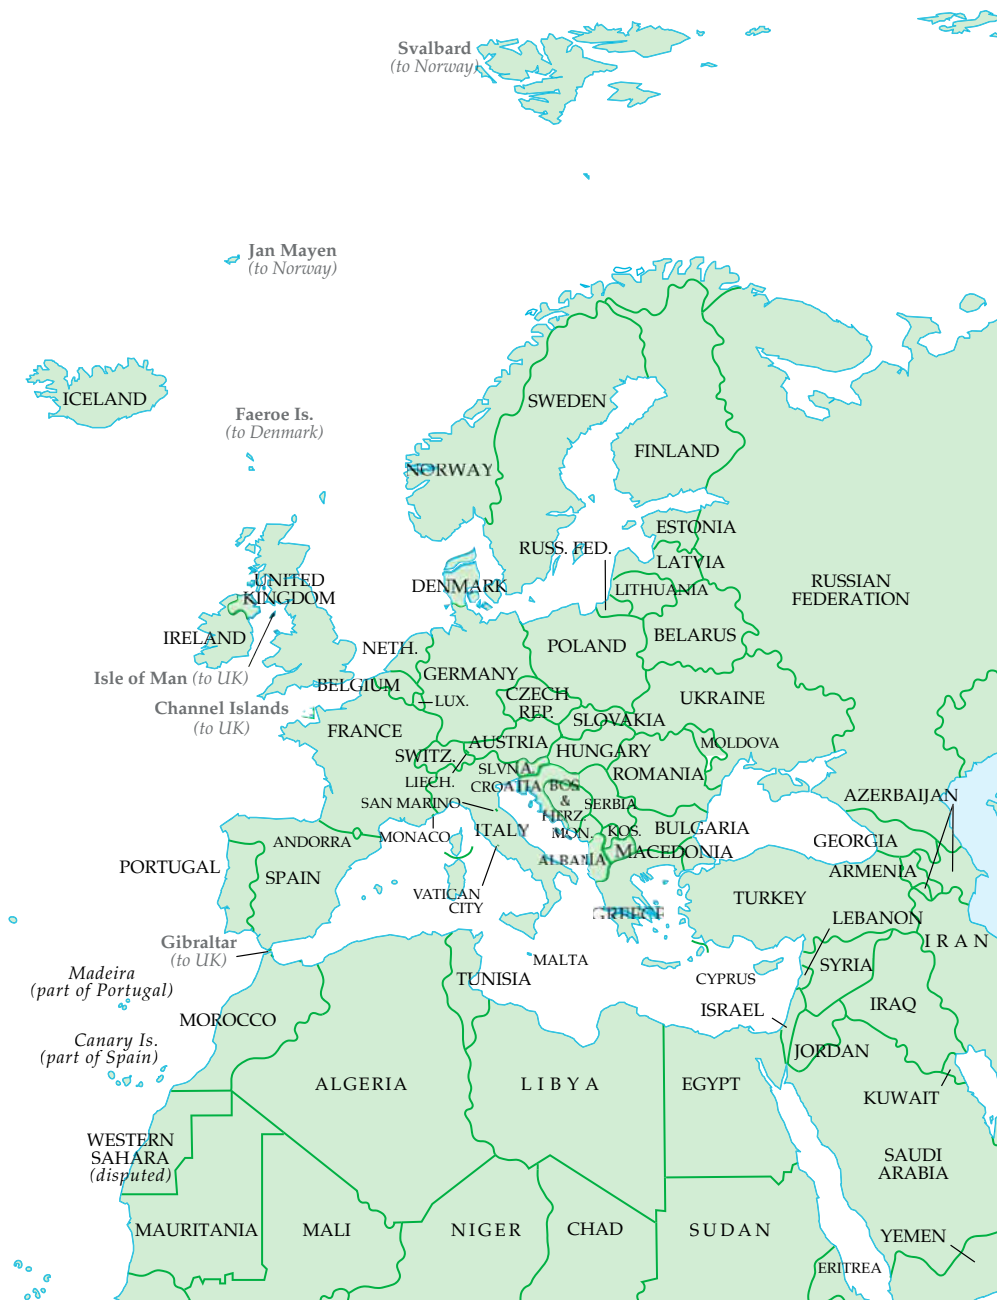 Svalbard
(to Norway)
Jan Mayen
(to Norway)
ICELAND
Faeroe Is.
(to Denmark)
SWEDEN
FINLAND
NORWAY
ESTONIA
RUSS. FED.
LATVIA
DENMARK
LITHUANIA
RUSSIAN
FEDERATION
UNITED
KINGDOM
IRELAND
NETH.
POLAND
BELARUS
Isle of Man (to UK)
GERMANY
BELGIUM
CZECH
REP.
LUX.
UKRAINE
Channel Islands
(to UK)
FRANCE
SLOVAKIA
AUSTRIA
HUNGARY
MOLDOVA
SWITZ.
LIECH.
SLVNA.
ROMANIA
CROATIA
BOS
&
HERZ.
SAN MARINO
SERBIA
AZERBAIJAN
ANDORRA
MONACO
ITALY
MON.
KOS.
BULGARIA
GEORGIA
PORTUGAL
SPAIN
ALBANIA
MACEDONIA
ARMENIA
VATICAN
CITY
GREECE
TURKEY
LEBANON
IRAN
Gibraltar
(to UK)
MALTA
TUNISIA
CYPRUS
SYRIA
Madeira
(part of Portugal)
ISRAEL
IRAQ
MOROCCO
Canary Is.
(part of Spain)
JORDAN
ALGERIA
LIBYA
EGYPT
KUWAIT
WESTERN
SAHARA
(disputed)
SAUDI
ARABIA
MAURITANIA
MALI
NIGER
CHAD
SUDAN
YEMEN
ERITREA